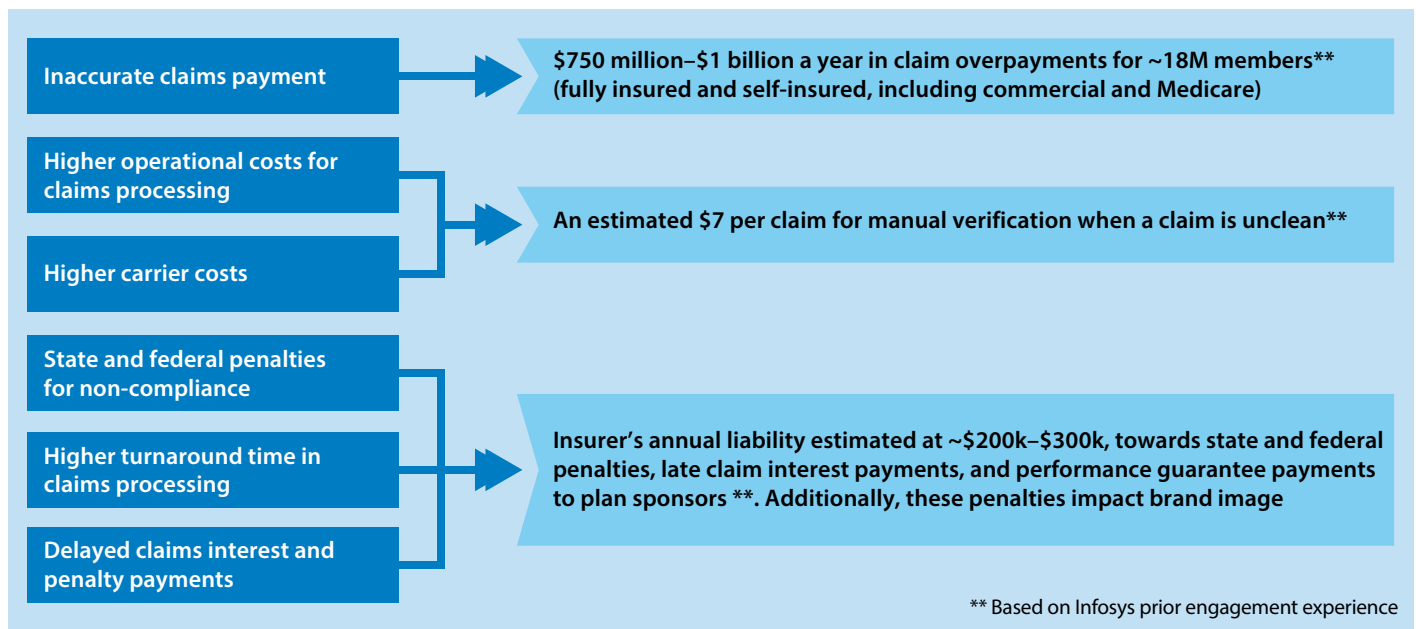 Inaccurate claims payment
$750 million–$1 billion a year in claim overpayments for ~18M members**
(fully insured and self-insured, including commercial and Medicare)
Higher operational costs for
claims processing
Higher carrier costs
An estimated $7 per claim for manual verification when a claim is unclean**
State and federal penalties
for non-compliance
Higher turnaround time in
claims processing
Delayed claims interest and
penalty payments
Insurer’s annual liability estimated at ~$200k–$300k, towards state and federal
penalties, late claim interest payments, and performance guarantee payments
to plan sponsors **. Additionally, these penalties impact brand image
** Based on Infosys prior engagement experience